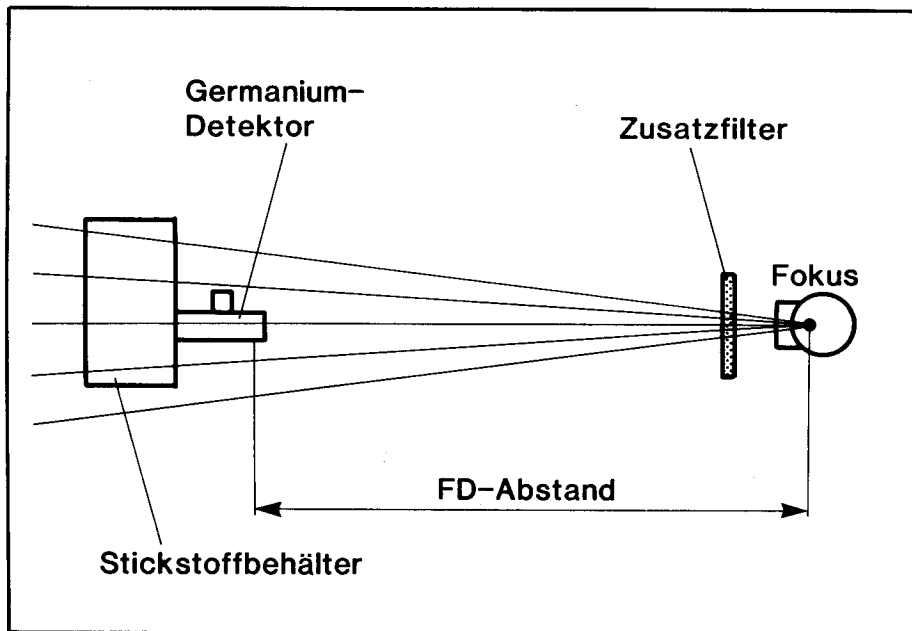 Germanium-
Detektor
Zusatzfilter
Fokus
FD-Abstand
Stickstoffbehälter